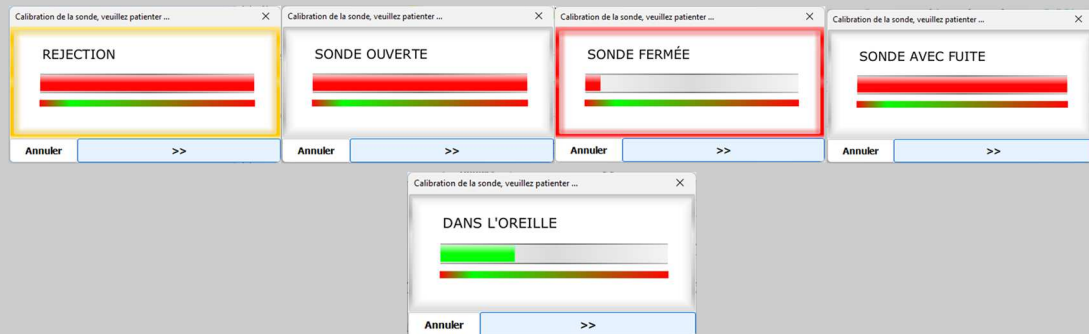 Calibration de la sonde, veuillez patienter ...
REJECTION
Annuler >>
Calibration de la sonde, veuillez patienter ...
SONDE OUVERTE
Annuler >>
Calibration de la sonde, veuillez patienter ...
SONDE FERMÉE
Annuler >>
Calibration de la sonde, veuillez patienter ...
SONDE AVEC FUITE
Annuler >>
Calibration de la sonde, veuillez patienter ...
DANS L'OREILLE
Annuler >>